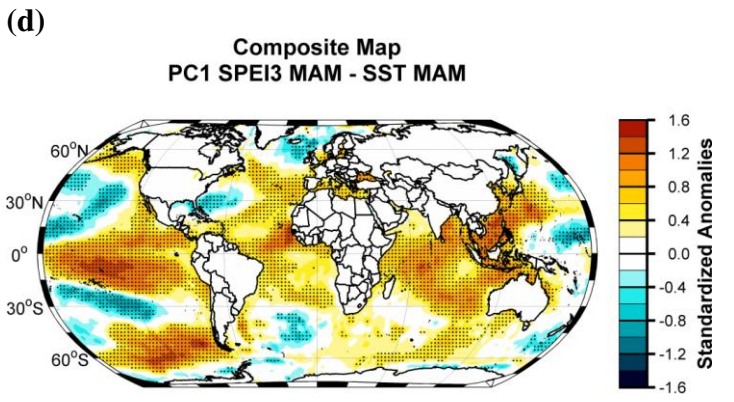 (d)
Composite Map
PC1 SPEI3 MAM - SST MAM
60°N
30°N
0°
30°S
60°S
1.6
1.2
0.8
0.4
0.0
-0.4
-0.8
-1.2
-1.6
Standardized Anomalies